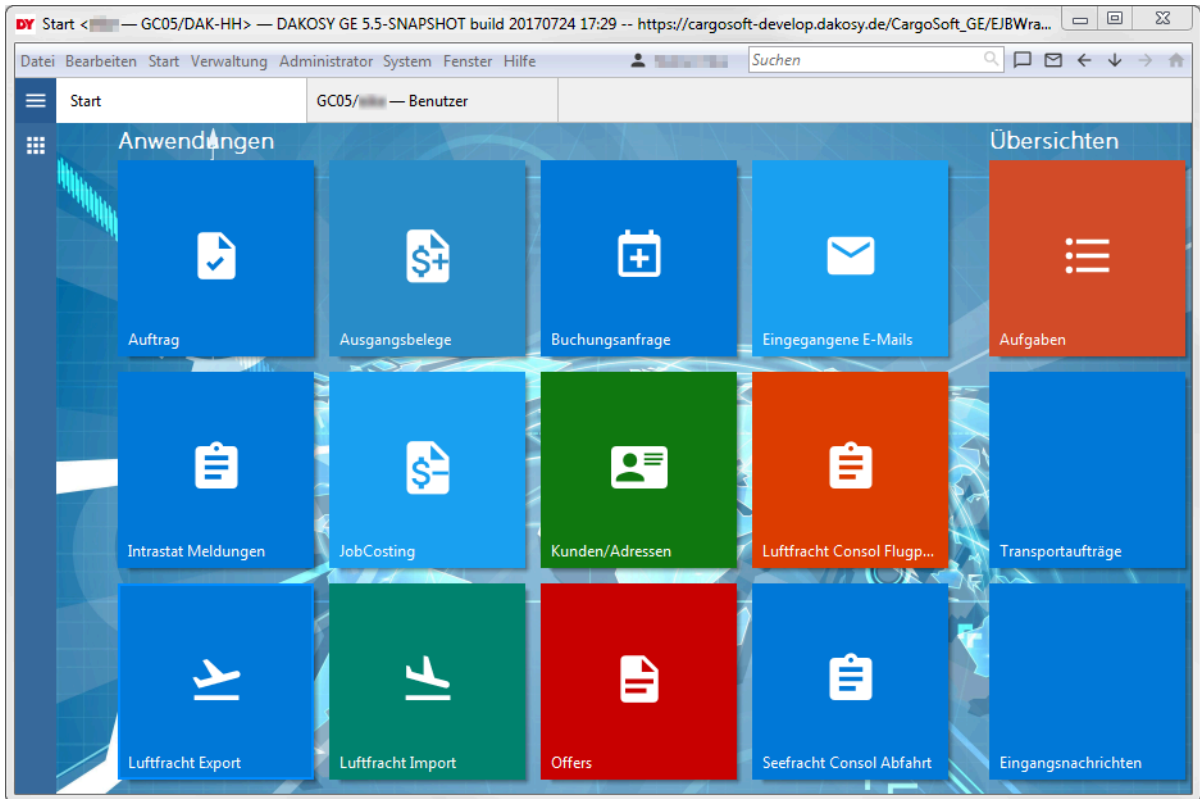 DY Start < — GC05/DAK-HH> — DAKOSY GE 5.5-SNAPSHOT build 20170724 17:29 -- https://cargosoft-develop.dakosy.de/CargoSoft_GE/EJBWra...
Datei Bearbeiten Start Verwaltung Administrator System Fenster Hilfe Suchen
Start GC05/ — Benutzer
Anwendungen Übersichten
Auftrag Ausgangsbelege Buchungsanfrage Eingegangene E-Mails Aufgaben
Intrastat Meldungen JobCosting Kunden/Adressen Luftfracht Consol Flugp... Transportaufträge
Luftfracht Export Luftfracht Import Offers Seefracht Consol Abfahrt Eingangsnachrichten